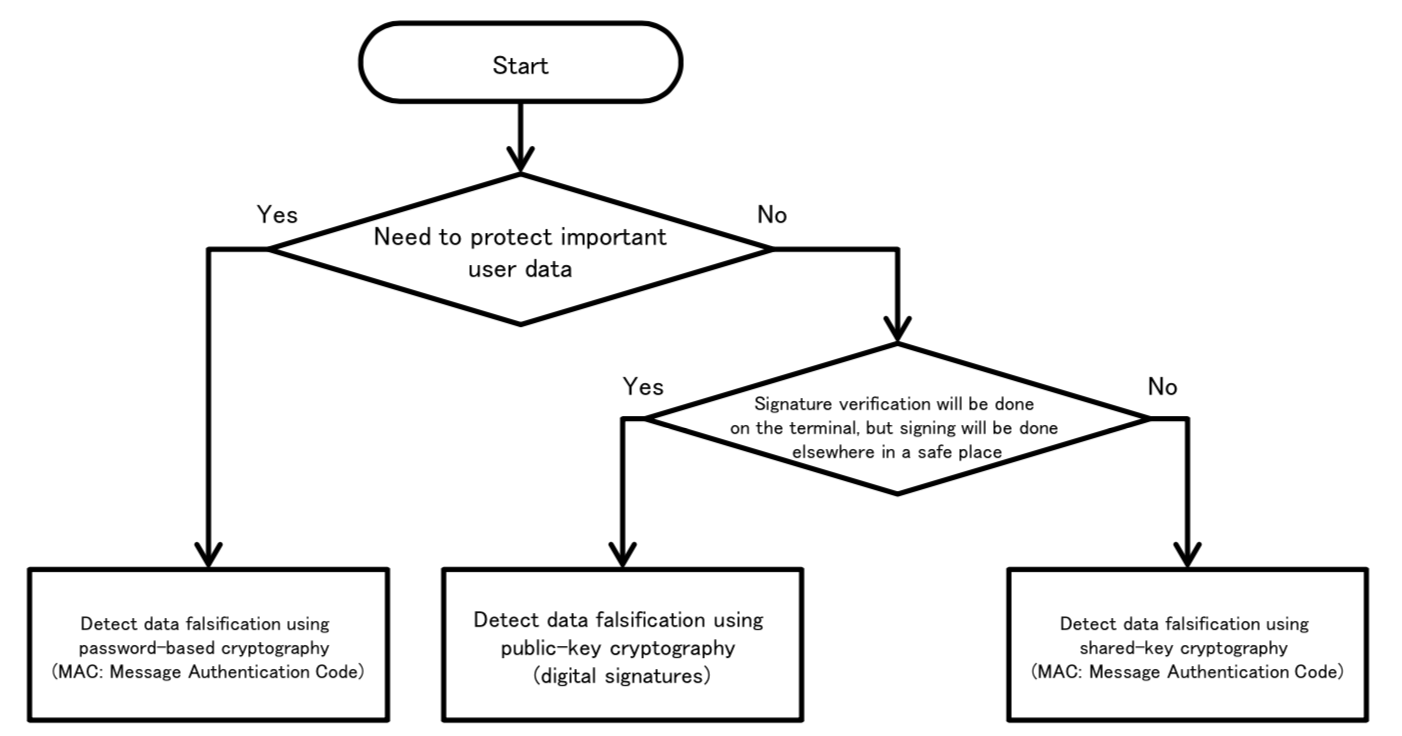 Start
Yes
No
Need to protect important
user data
Yes
No
Signature verification will be done
on the terminal, but signing will be done
elsewhere in a safe place
Detect data falsification using
password-based cryptography
(MAC: Message Authentication Code)
Detect data falsification using
public-key cryptography
(digital signatures)
Detect data falsification using
shared-key cryptography
(MAC: Message Authentication Code)